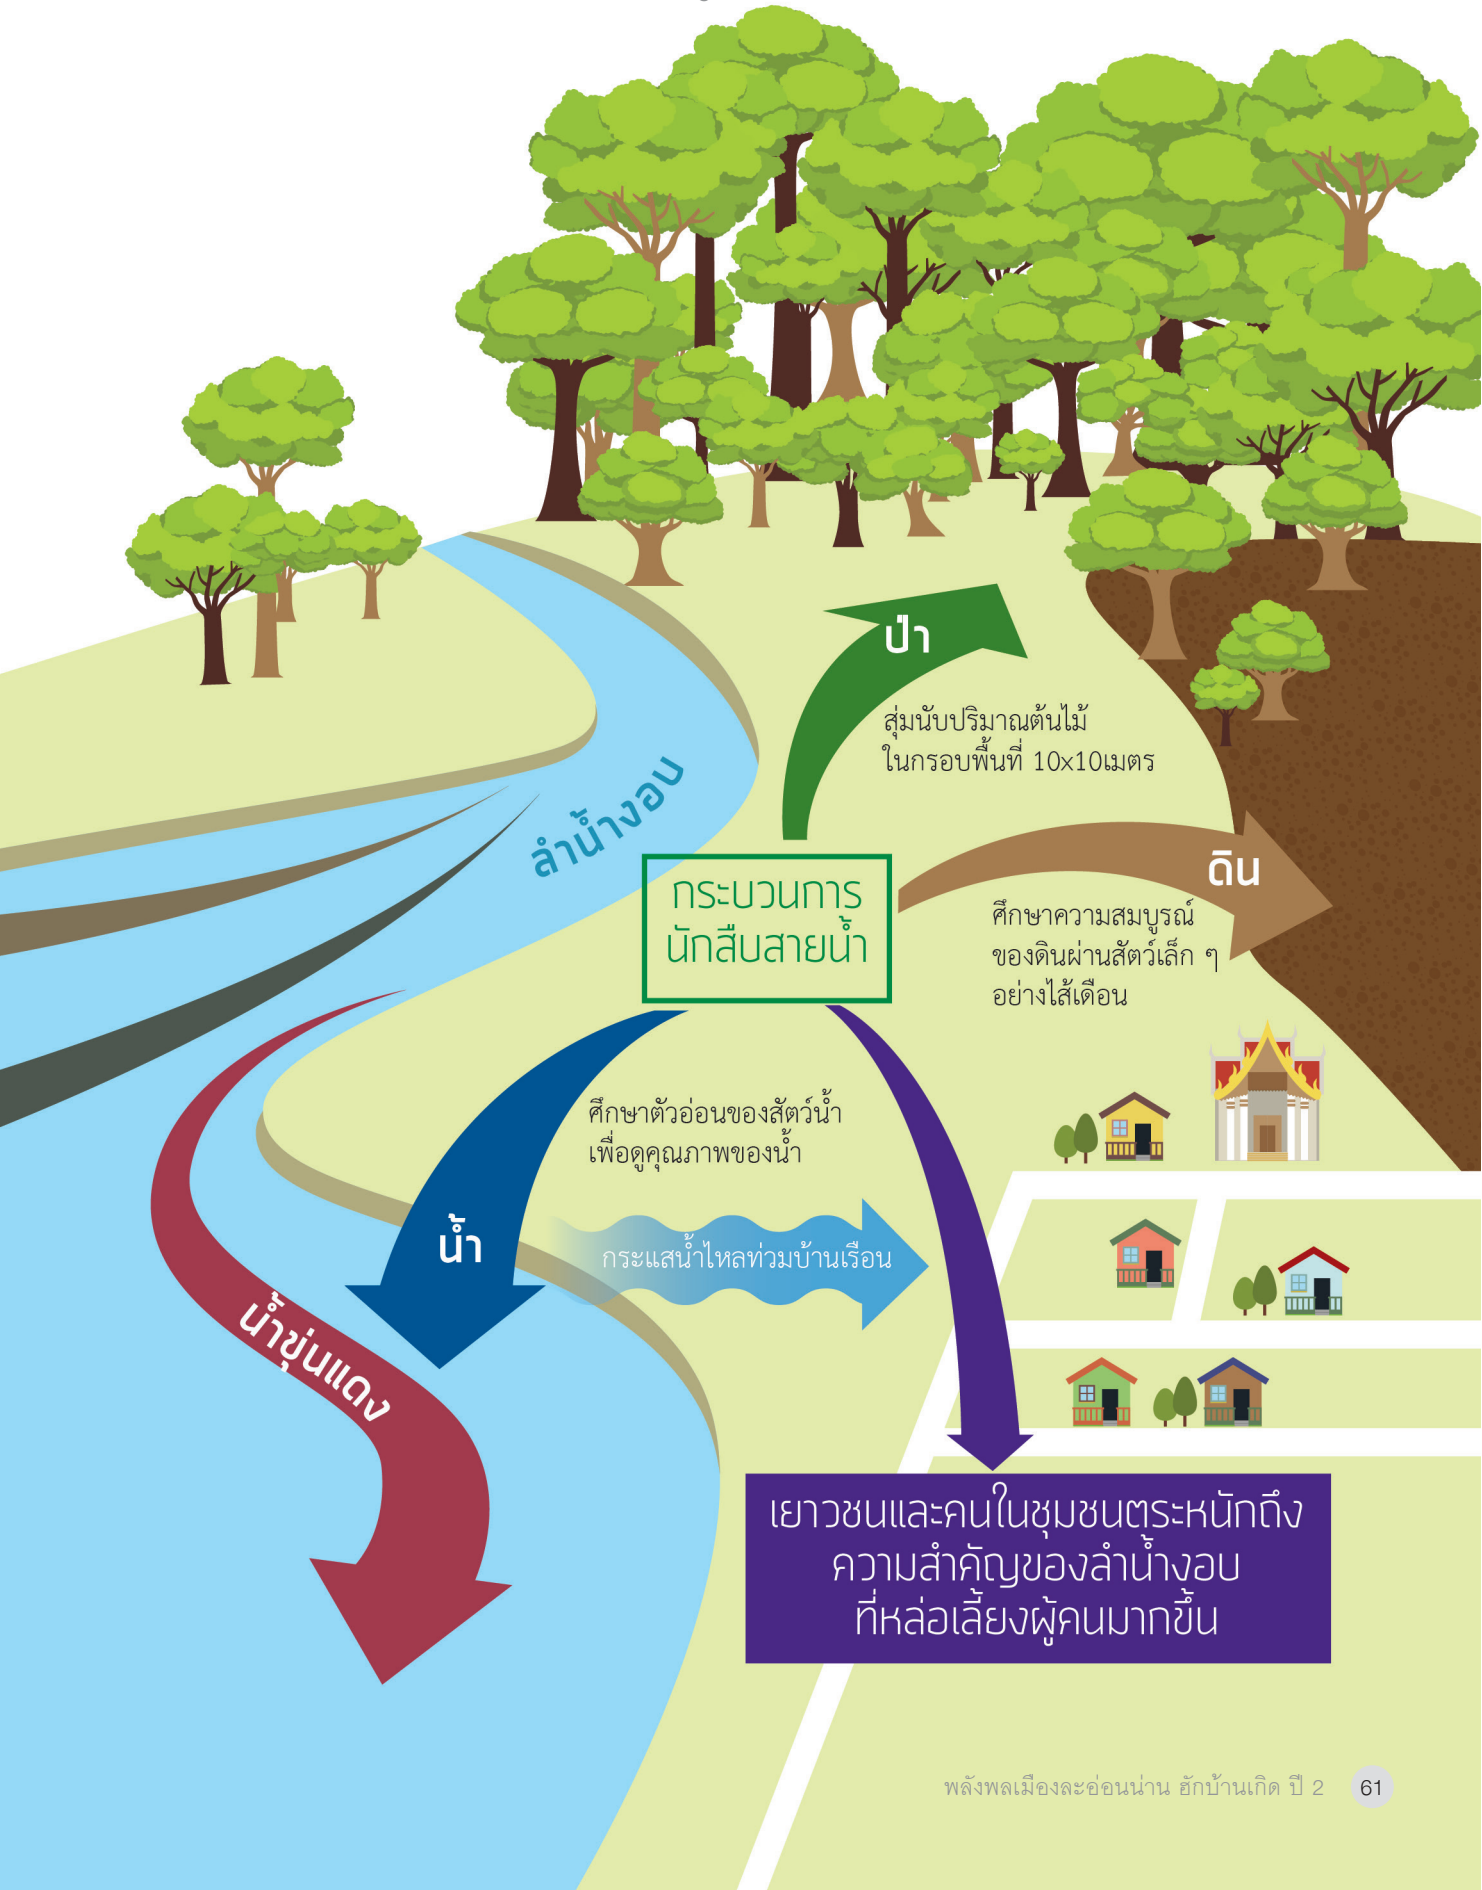 ป่า
สุ่มนับปริมาณต้นไม้
ในกรอบพื้นที่ 10x10เมตร
ลำน้ำงอบ
กระบวนการ
นักสืบสายน้ำ
ดิน
ศึกษาความสมบูรณ์
ของดินผ่านสัตว์เล็ก ๆ
อย่างไส้เดือน
ศึกษาตัวอ่อนของสัตว์น้ำ
เพื่อดูคุณภาพของน้ำ
น้ำ
กระแสน้ำไหลท่วมบ้านเรือน
น้ำขุ่นแดง
เยาวชนและคนในชุมชนตระหนักถึง
ความสำคัญของลำน้ำงอบ
ที่หล่อเลี้ยงผู้คนมากขึ้น
พลังพลเมืองละอ่อนน่าน ฮักบ้านเกิด ปี 2 61